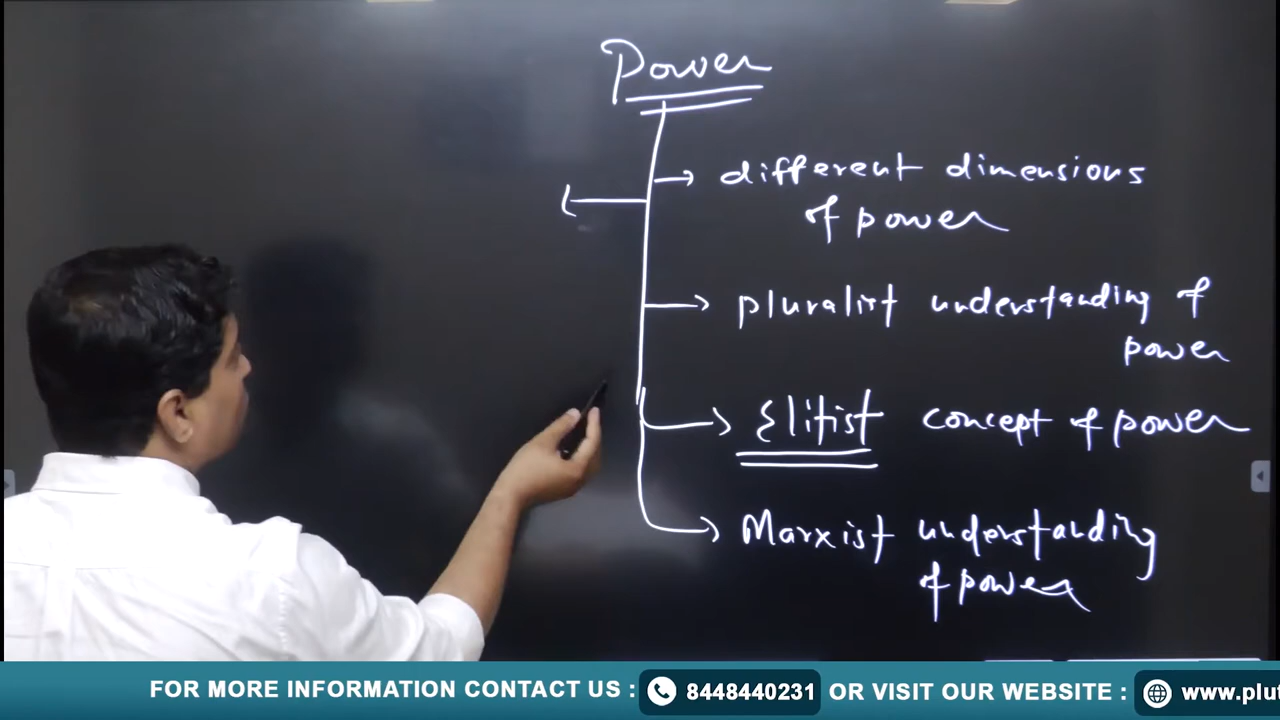 Power
different dimensions
of power
pluralist understanding of
power
Elitist concept of power
Marxist understanding
of power
FOR MORE INFORMATION CONTACT US : 8448440231 OR VISIT OUR WEBSITE : www.plut